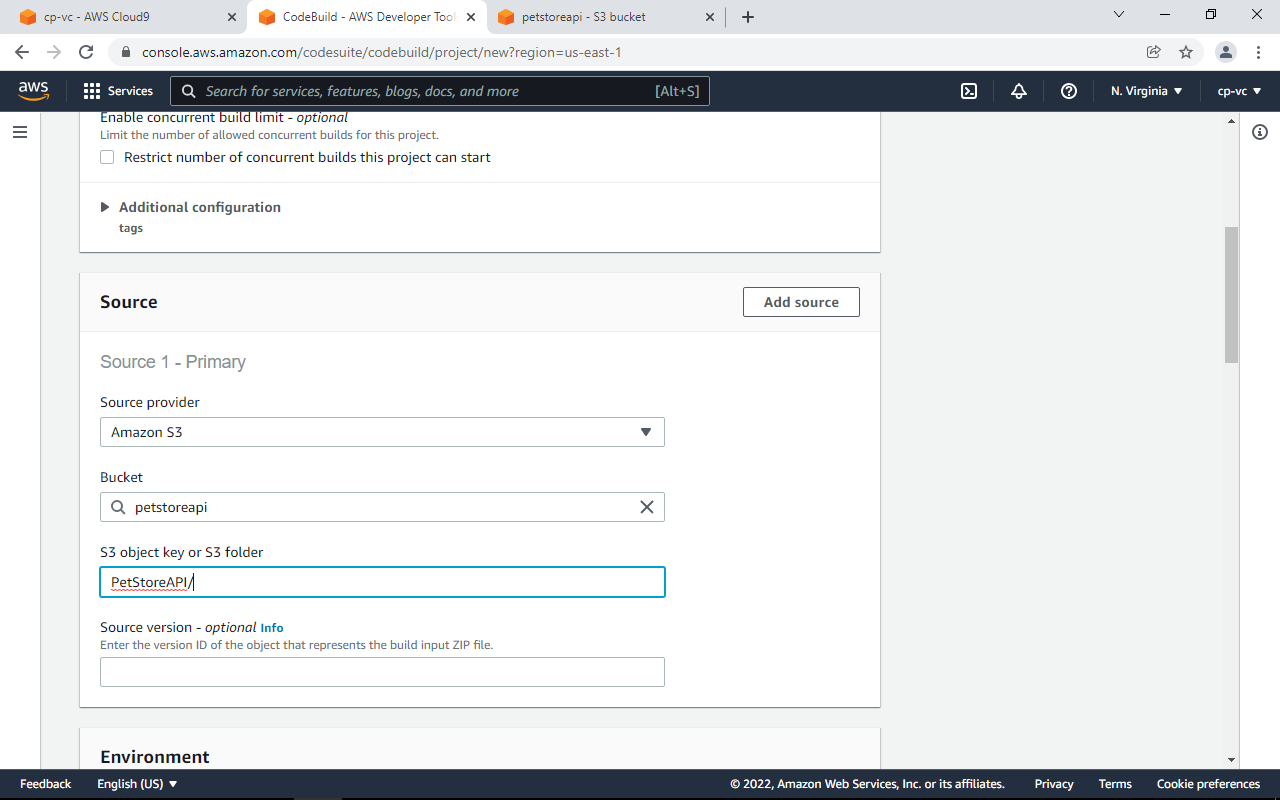 cp-vc - AWS Cloud9
CodeBuild - AWS Developer Tool
petstoreapi - S3 bucket
console.aws.amazon.com/codesuite/codebuild/project/new?region=us-east-1
aws
Services
Search for services, features, blogs, docs, and more
[Alt+S]
N. Virginia
cp-vc
Enable concurrent build limit - optional
Limit the number of allowed concurrent builds for this project.
Restrict number of concurrent builds this project can start
Additional configuration
tags
Source
Add source
Source 1 - Primary
Source provider
Amazon S3
Bucket
petstoreapi
S3 object key or S3 folder
PetStoreAPI/
Source version - optional Info
Enter the version ID of the object that represents the build input ZIP file.
Environment
Feedback
English (US)
© 2022, Amazon Web Services, Inc. or its affiliates.
Privacy
Terms
Cookie preferences